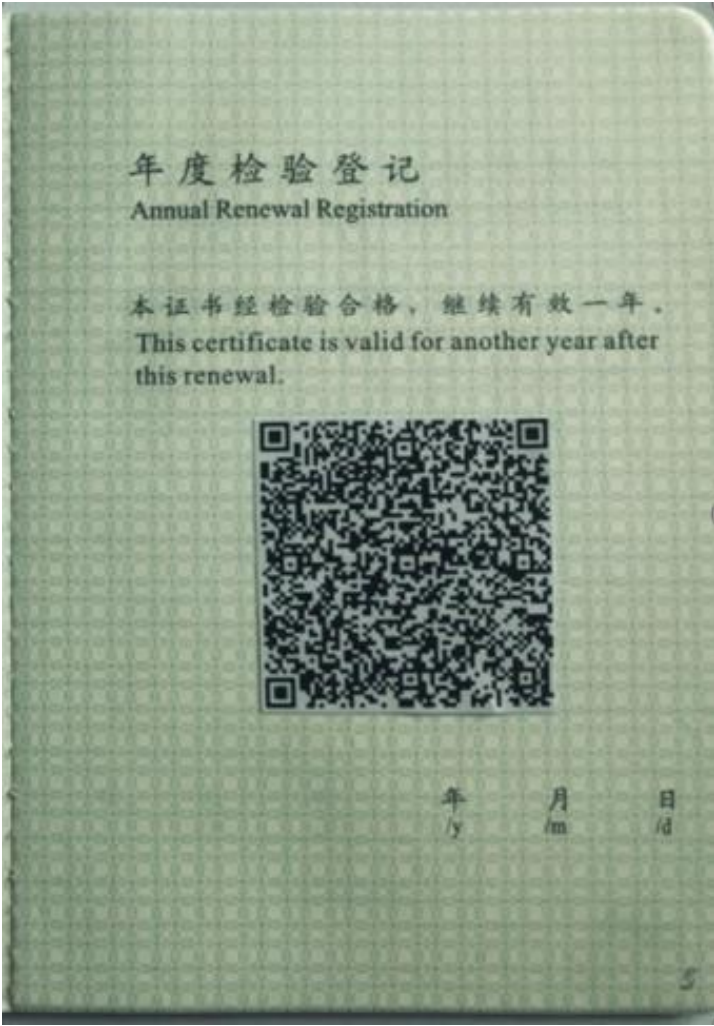 年度检验登记
Annual Renewal Registration
本证书经检验合格，继续有效一年。
This certificate is valid for another year after
this renewal.
年 月 日
/y /m /d
5